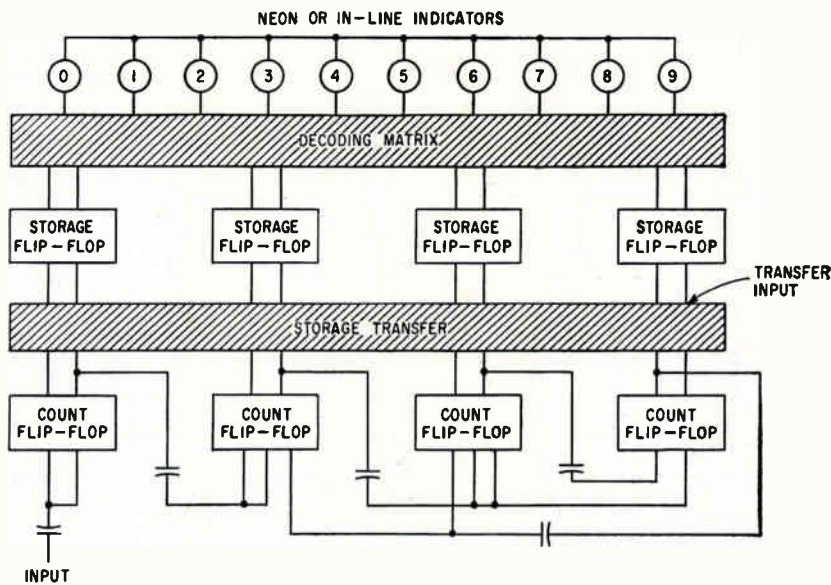 NEON OR IN-LINE INDICATORS
0 1 2 3 4 5 6 7 8 9
DECODING MATRIX
STORAGE STORAGE STORAGE STORAGE
FLIP-FLOP FLIP-FLOP FLIP-FLOP FLIP-FLOP
TRANSFER
INPUT
STORAGE TRANSFER
COUNT COUNT COUNT COUNT
FLIP-FLOP FLIP-FLOP FLIP-FLOP FLIP-FLOP
INPUT